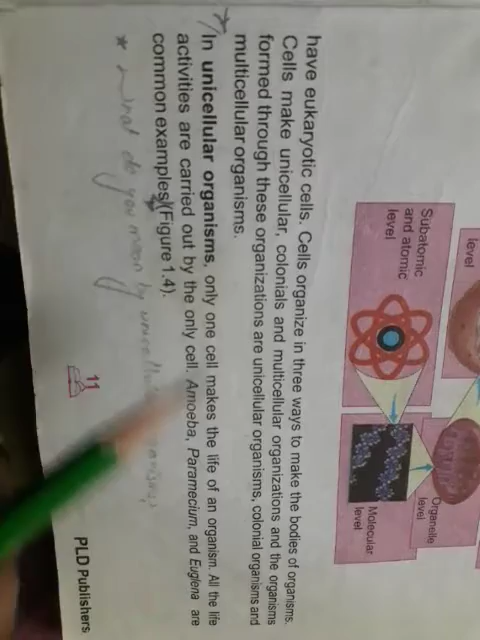 level
Subatomic
and atomic
level
Organelle
level
Molecular
level
have eukaryotic cells. Cells organize in three ways to make the bodies of organisms.
Cells make unicellular, colonials and multicellular organizations and the organisms
formed through these organizations are unicellular organisms, colonial organisms and
multicellular organisms.
In unicellular organisms, only one cell makes the life of an organism. All the life
activities are carried out by the only cell. Amoeba, Paramecium, and Euglena are
common examples (Figure 1.4).
* what do you mean by unicellular organisms
11
PLD Publishers